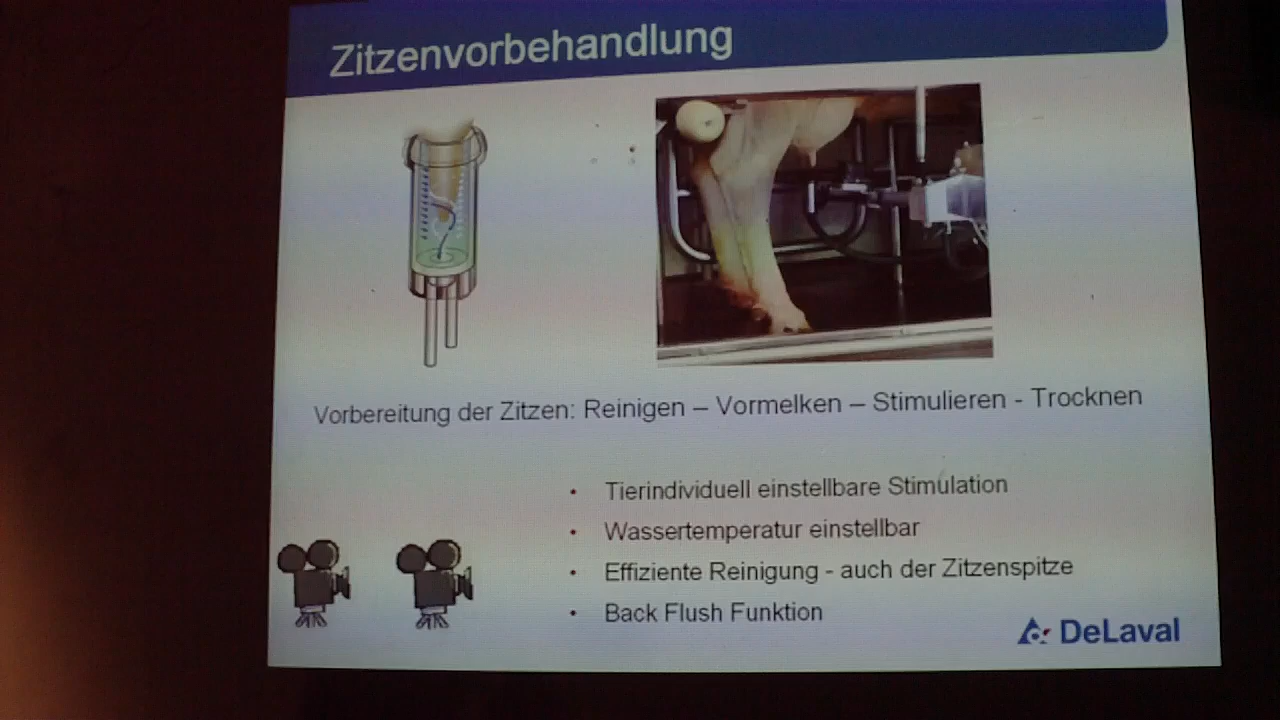 Zitzenvorbehandlung
Vorbereitung der Zitzen: Reinigen – Vormelken – Stimulieren - Trocknen
• Tierindividuell einstellbare Stimulation
• Wassertemperatur einstellbar
• Effiziente Reinigung - auch der Zitzenspitze
• Back Flush Funktion
DeLaval